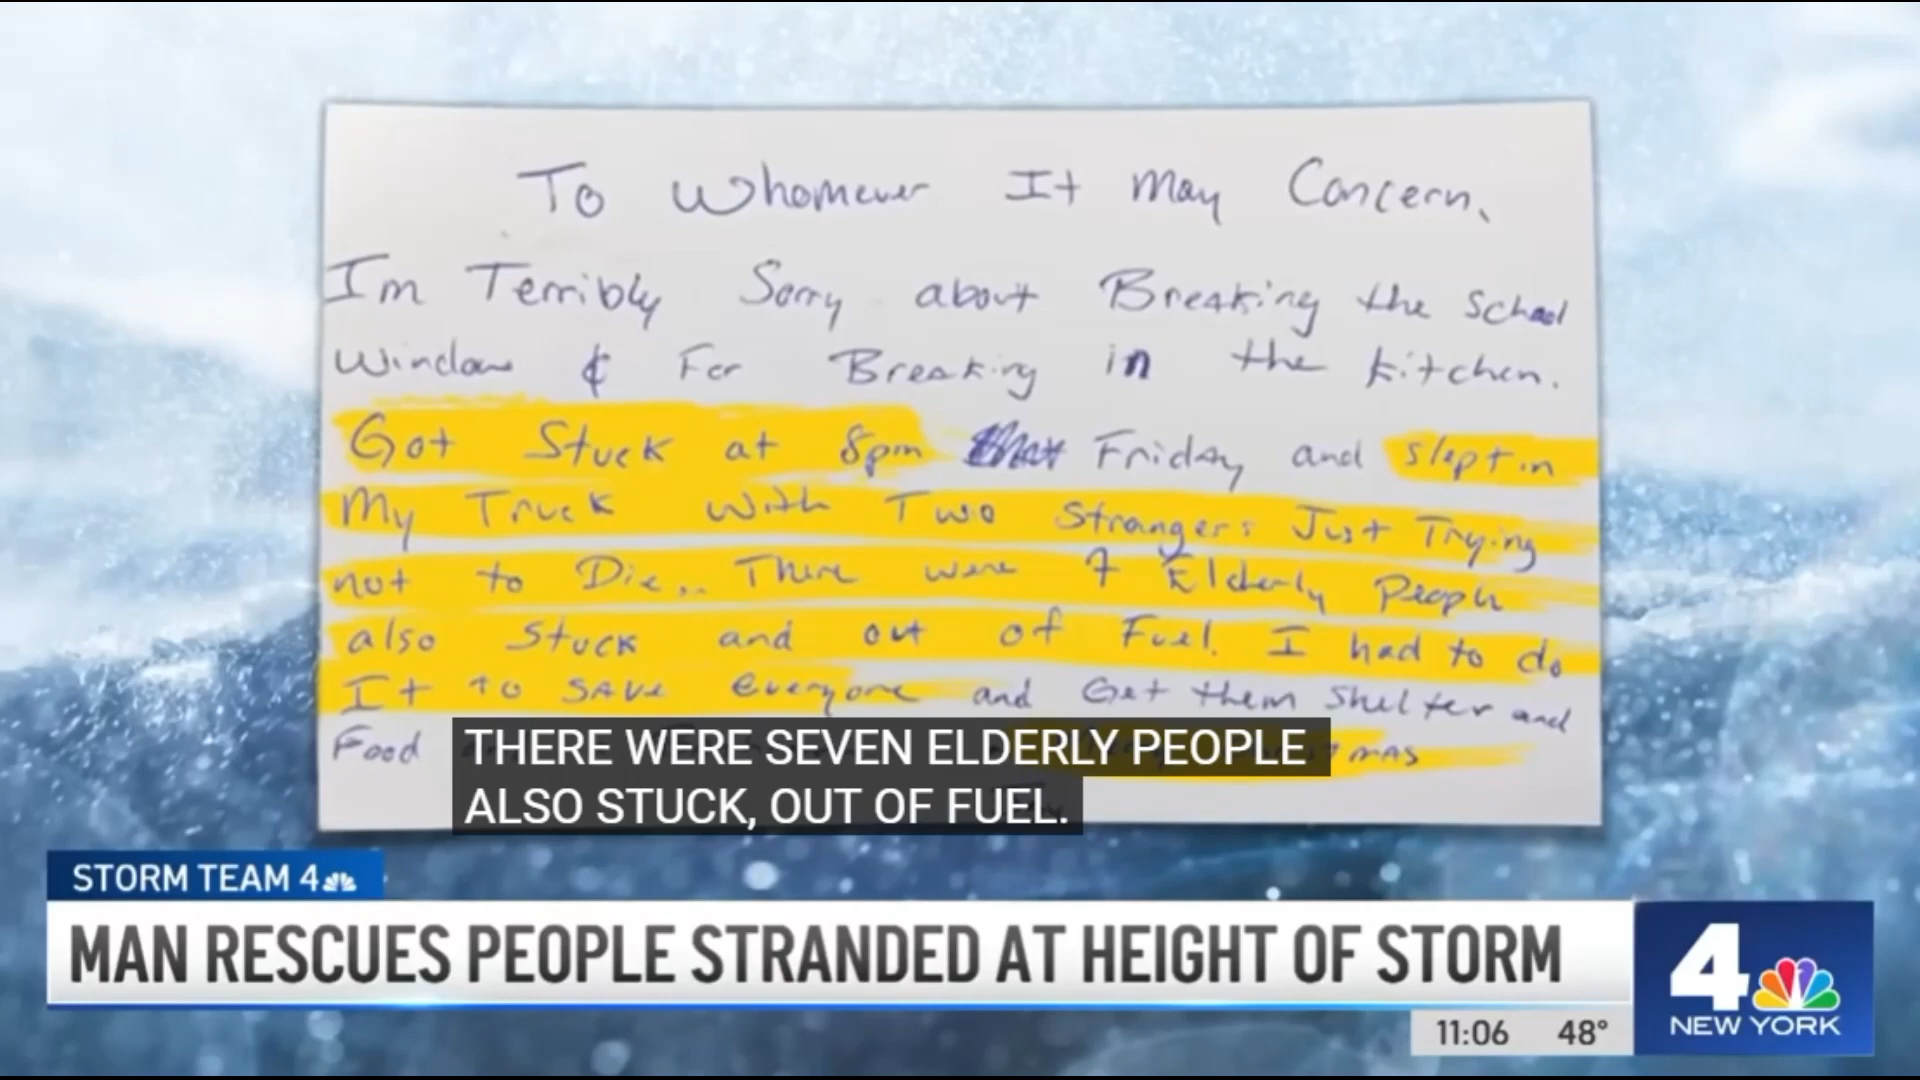 To Whomever It May Concern,
I'm Terribly Sorry about Breaking the School
Window & For Breaking in the Kitchen.
Got Stuck at 8pm Friday and slept in
My Truck with Two Strangers Just Trying
not to Die... There were 7 Elderly People
also Stuck and out of Fuel. I had to do
It to save everyone and Get them Shelter and
Food
THERE WERE SEVEN ELDERLY PEOPLE
ALSO STUCK, OUT OF FUEL.
STORM TEAM 4
MAN RESCUES PEOPLE STRANDED AT HEIGHT OF STORM
4
NEW YORK
11:06 48°